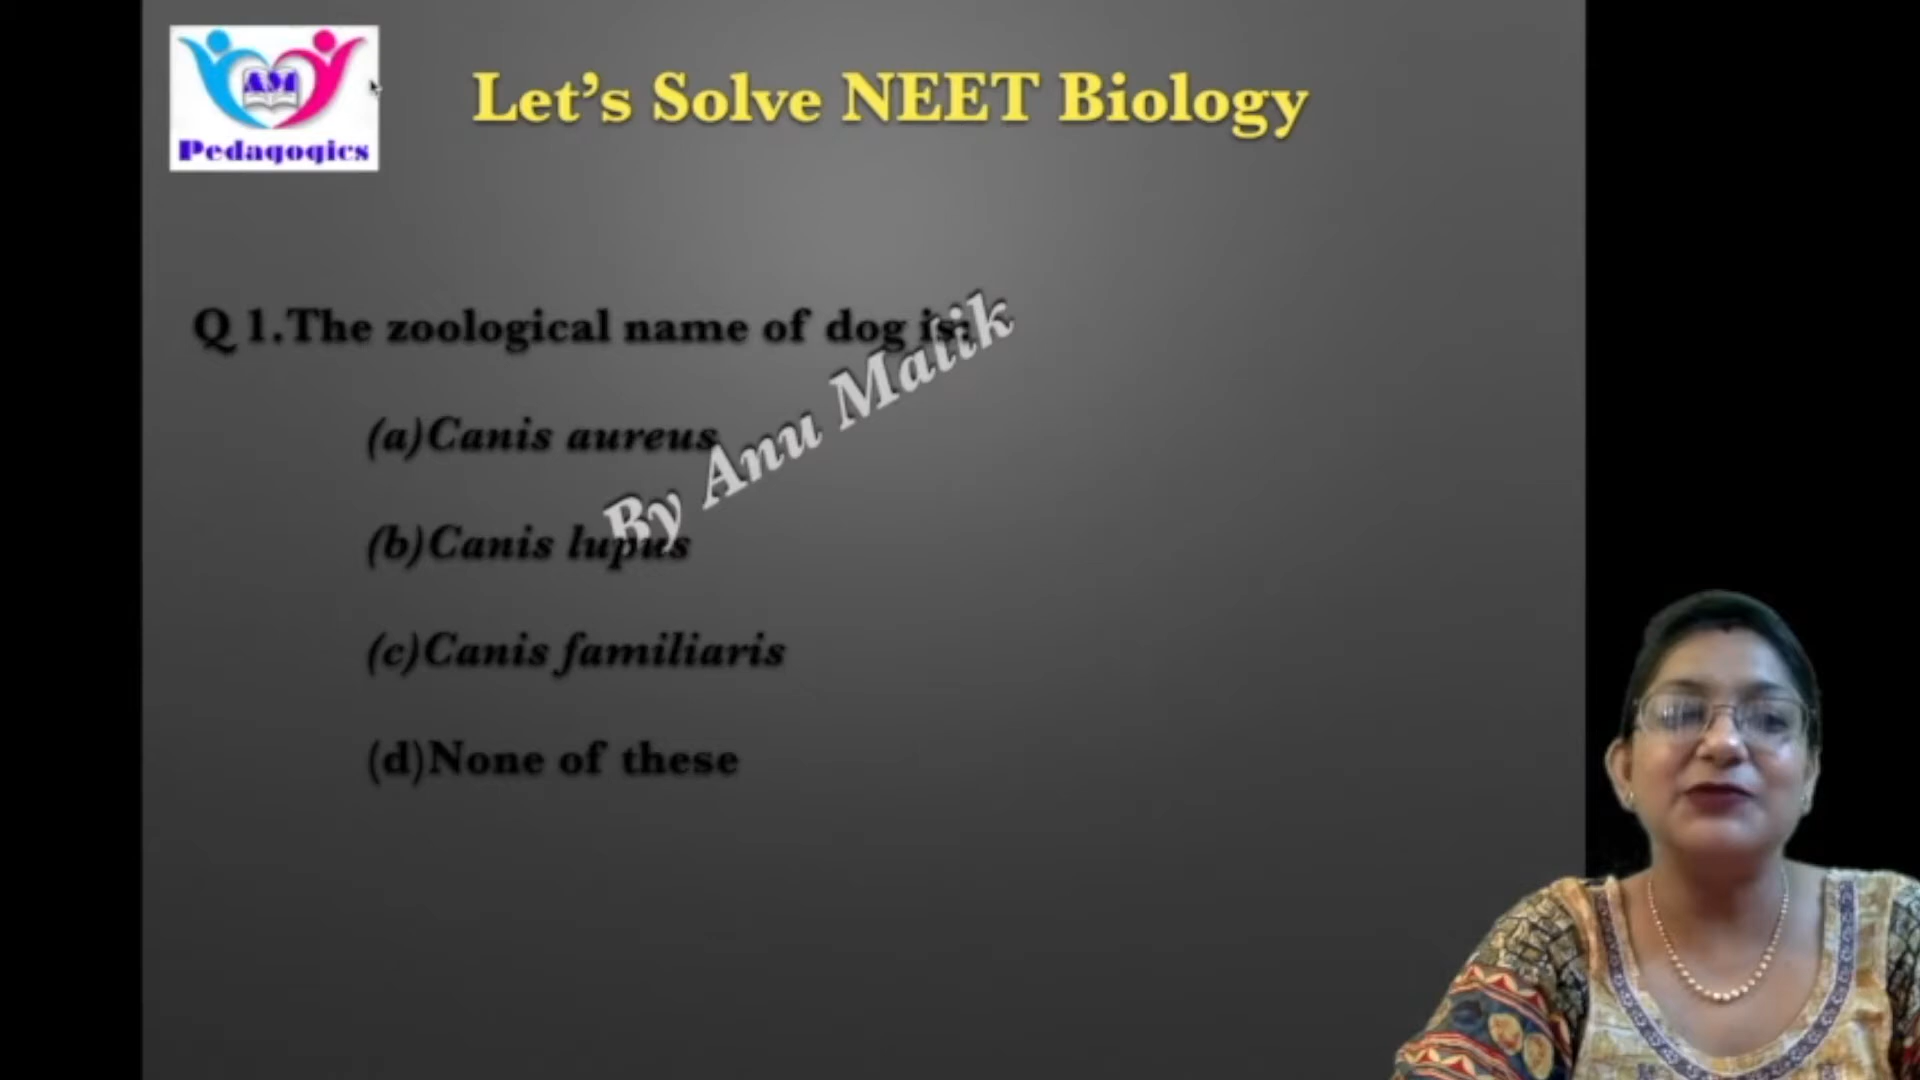 AM
Pedagogics
Let's Solve NEET Biology
Q 1.The zoological name of dog is:
(a)Canis aureus
(b)Canis lupus
(c)Canis familiaris
(d)None of these
By Anu Malik